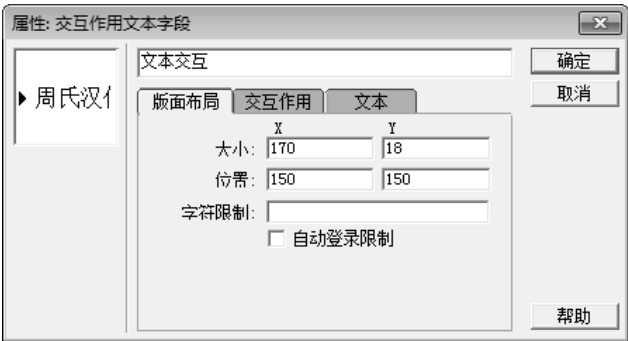 属性: 交互作用文本字段
周氏汉
文本交互
确定
取消
版面布局 交互作用 文本
X Y
大小: 170 18
位置: 150 150
字符限制:
自动登录限制
帮助